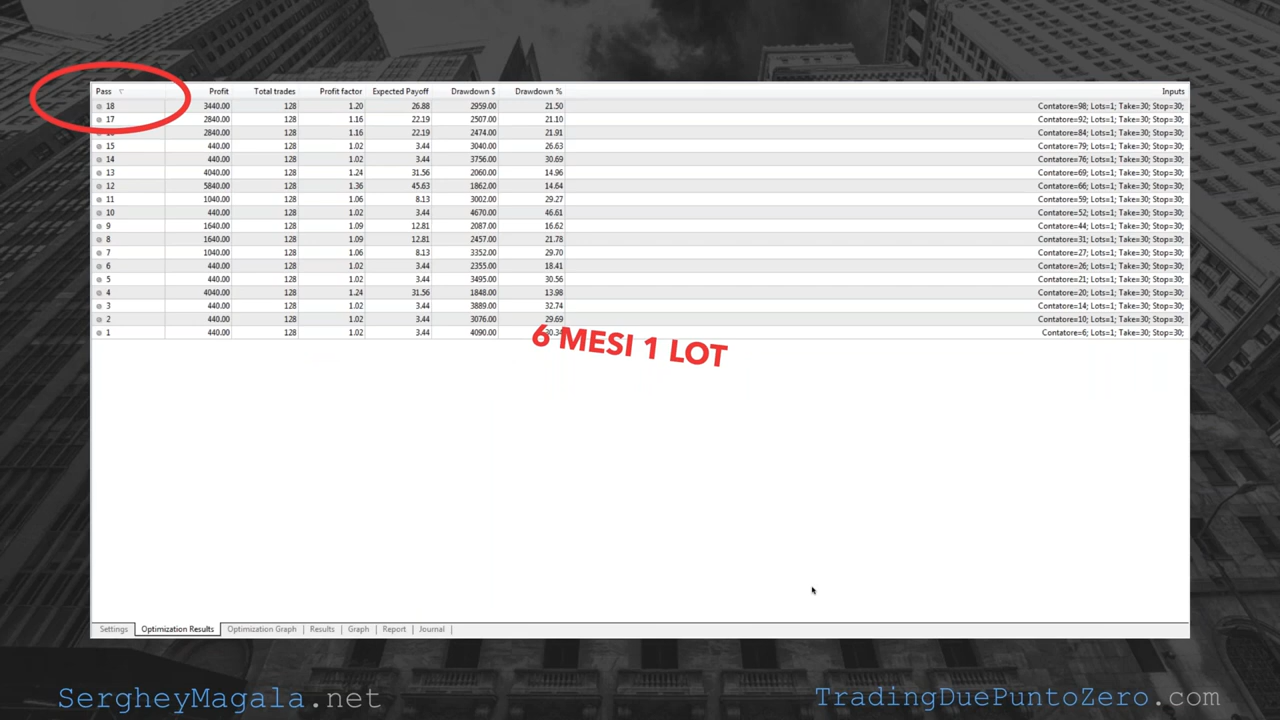 Pass Profit Total trades Profit factor Expected Payoff Drawdown $ Drawdown % Inputs
18 3440.00 128 1.20 26.88 2959.00 21.50 Contatore=98; Lots=1; Take=30; Stop=30;
17 2840.00 128 1.16 22.19 2507.00 21.10 Contatore=92; Lots=1; Take=30; Stop=30;
2840.00 128 1.16 22.19 2474.00 21.91 Contatore=84; Lots=1; Take=30; Stop=30;
15 440.00 128 1.02 3.44 3040.00 26.63 Contatore=79; Lots=1; Take=30; Stop=30;
14 440.00 128 1.02 3.44 3756.00 30.69 Contatore=76; Lots=1; Take=30; Stop=30;
13 4040.00 128 1.24 31.56 2060.00 14.96 Contatore=69; Lots=1; Take=30; Stop=30;
12 5840.00 128 1.36 45.63 1862.00 14.64 Contatore=66; Lots=1; Take=30; Stop=30;
11 1040.00 128 1.06 8.13 3002.00 29.27 Contatore=59; Lots=1; Take=30; Stop=30;
10 440.00 128 1.02 3.44 4670.00 46.61 Contatore=52; Lots=1; Take=30; Stop=30;
9 1640.00 128 1.09 12.81 2087.00 16.62 Contatore=44; Lots=1; Take=30; Stop=30;
8 1640.00 128 1.09 12.81 2457.00 21.78 Contatore=31; Lots=1; Take=30; Stop=30;
7 1040.00 128 1.06 8.13 3352.00 29.70 Contatore=27; Lots=1; Take=30; Stop=30;
6 440.00 128 1.02 3.44 2355.00 18.41 Contatore=26; Lots=1; Take=30; Stop=30;
5 440.00 128 1.02 3.44 3495.00 30.56 Contatore=21; Lots=1; Take=30; Stop=30;
4 4040.00 128 1.24 31.56 1848.00 13.98 Contatore=20; Lots=1; Take=30; Stop=30;
3 440.00 128 1.02 3.44 3889.00 32.74 Contatore=14; Lots=1; Take=30; Stop=30;
2 440.00 128 1.02 3.44 3076.00 29.69 Contatore=10; Lots=1; Take=30; Stop=30;
1 440.00 128 1.02 3.44 4090.00 Contatore=6; Lots=1; Take=30; Stop=30;
6 MESI 1 LOT
Settings Optimization Results Optimization Graph Results Graph Report Journal
SergheyMagala.net
TradingDuePuntoZero.com